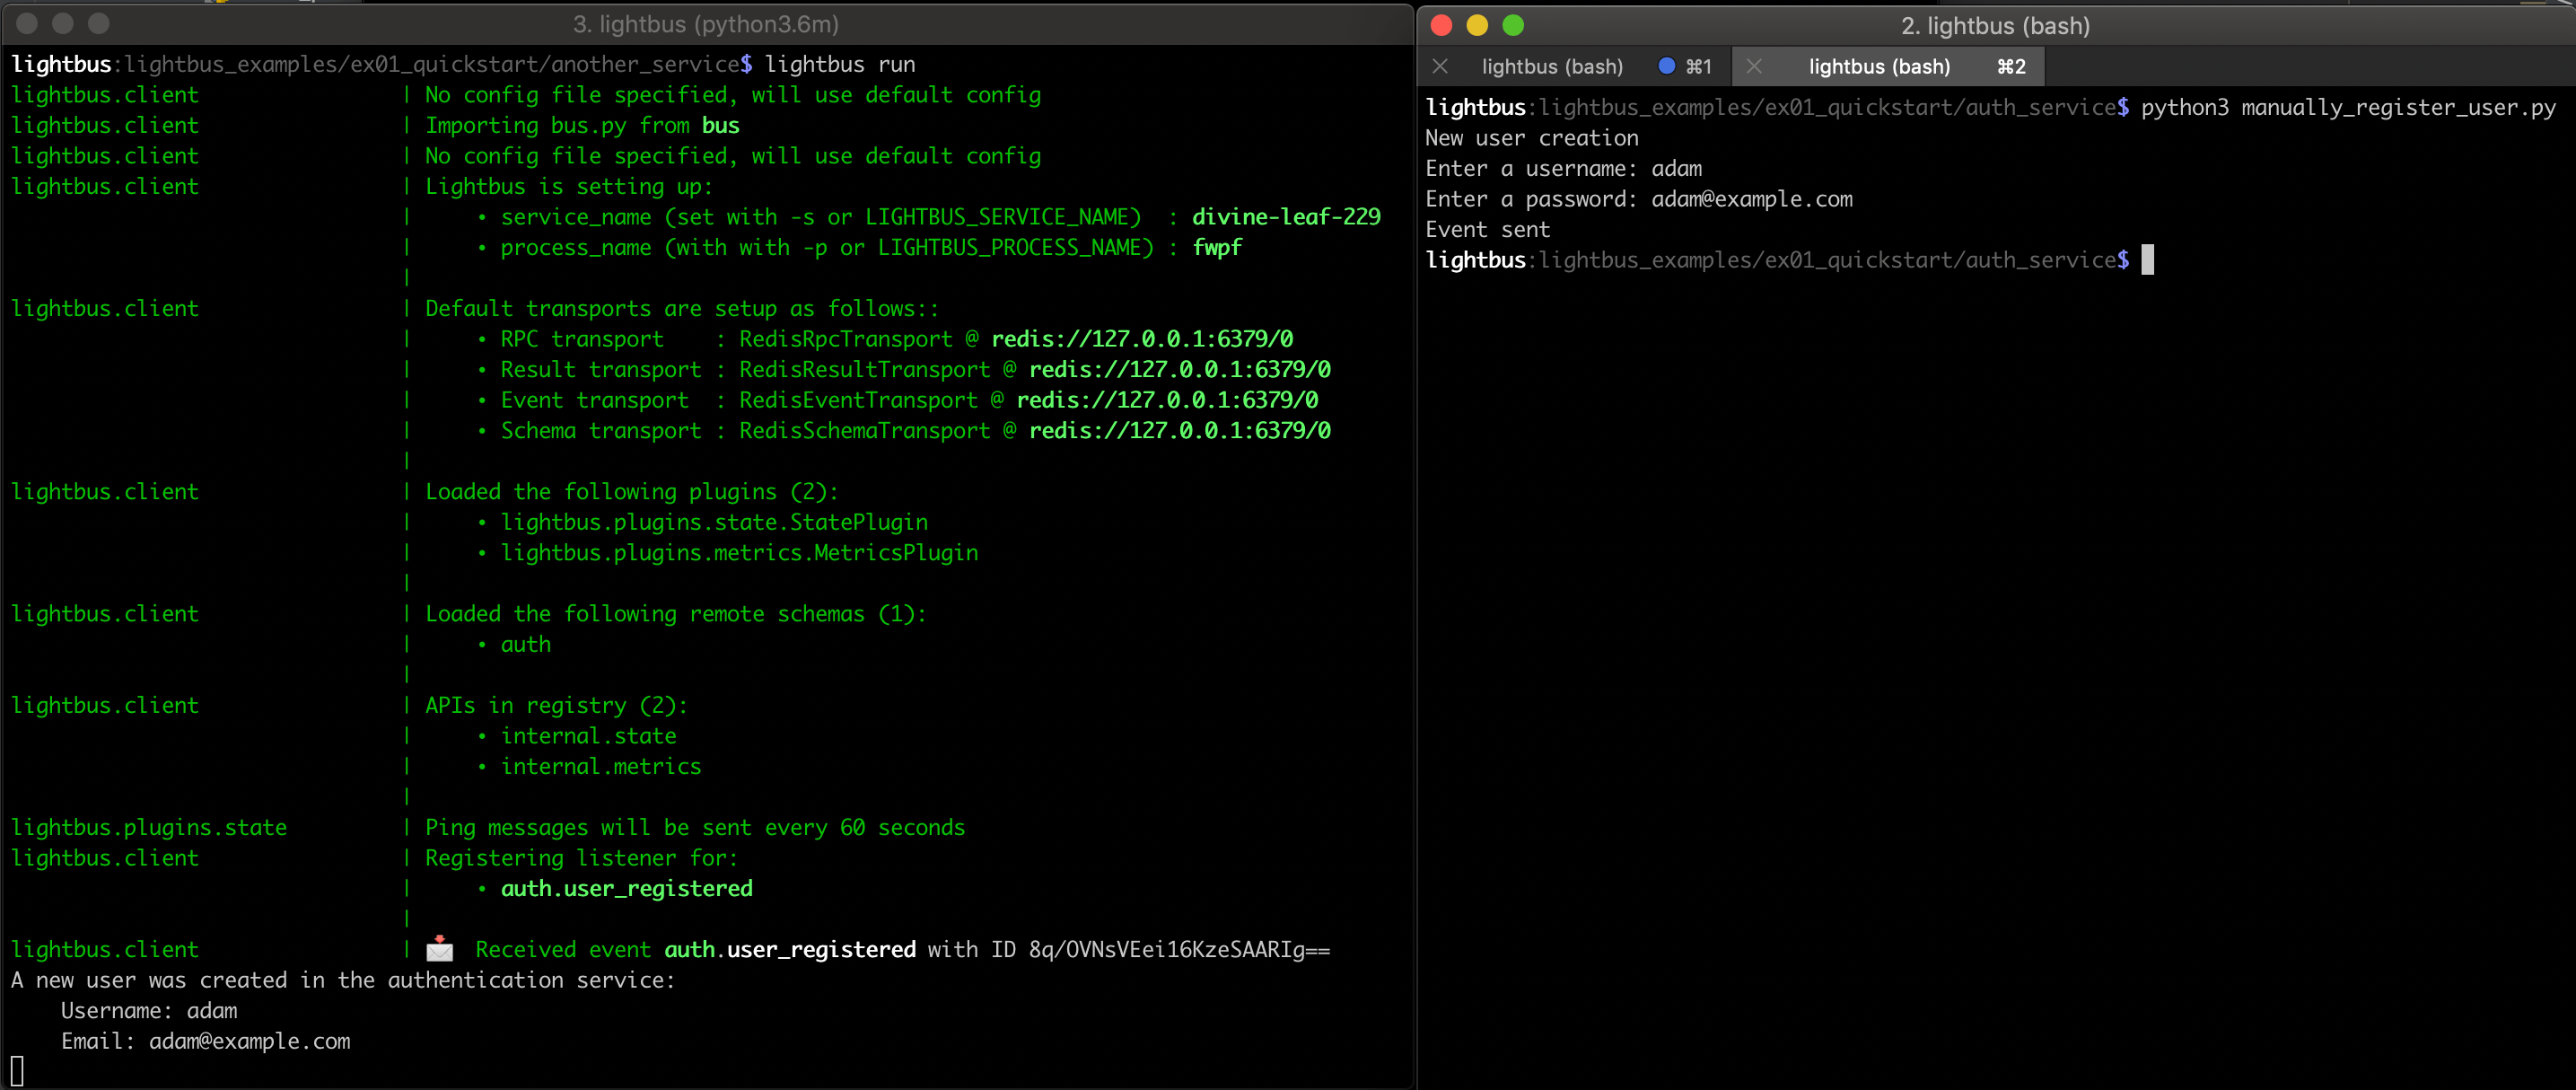 3. lightbus (python3.6m)
lightbus:lightbus_examples/ex01_quickstart/another_service$ lightbus run
lightbus.client | No config file specified, will use default config
lightbus.client | Importing bus.py from bus
lightbus.client | No config file specified, will use default config
lightbus.client | Lightbus is setting up:
| • service_name (set with -s or LIGHTBUS_SERVICE_NAME) : divine-leaf-229
| • process_name (with with -p or LIGHTBUS_PROCESS_NAME) : fwpf
|
lightbus.client | Default transports are setup as follows::
| • RPC transport : RedisRpcTransport @ redis://127.0.0.1:6379/0
| • Result transport : RedisResultTransport @ redis://127.0.0.1:6379/0
| • Event transport : RedisEventTransport @ redis://127.0.0.1:6379/0
| • Schema transport : RedisSchemaTransport @ redis://127.0.0.1:6379/0
|
lightbus.client | Loaded the following plugins (2):
| • lightbus.plugins.state.StatePlugin
| • lightbus.plugins.metrics.MetricsPlugin
|
lightbus.client | Loaded the following remote schemas (1):
| • auth
|
lightbus.client | APIs in registry (2):
| • internal.state
| • internal.metrics
|
lightbus.plugins.state | Ping messages will be sent every 60 seconds
lightbus.client | Registering listener for:
| • auth.user_registered
|
lightbus.client | 📩 Received event auth.user_registered with ID 8q/OVNsVEei16KzeSAARIg==
A new user was created in the authentication service:
Username: adam
Email: adam@example.com
2. lightbus (bash)
lightbus (bash) ⌘1
lightbus (bash) ⌘2
lightbus:lightbus_examples/ex01_quickstart/auth_service$ python3 manually_register_user.py
New user creation
Enter a username: adam
Enter a password: adam@example.com
Event sent
lightbus:lightbus_examples/ex01_quickstart/auth_service$